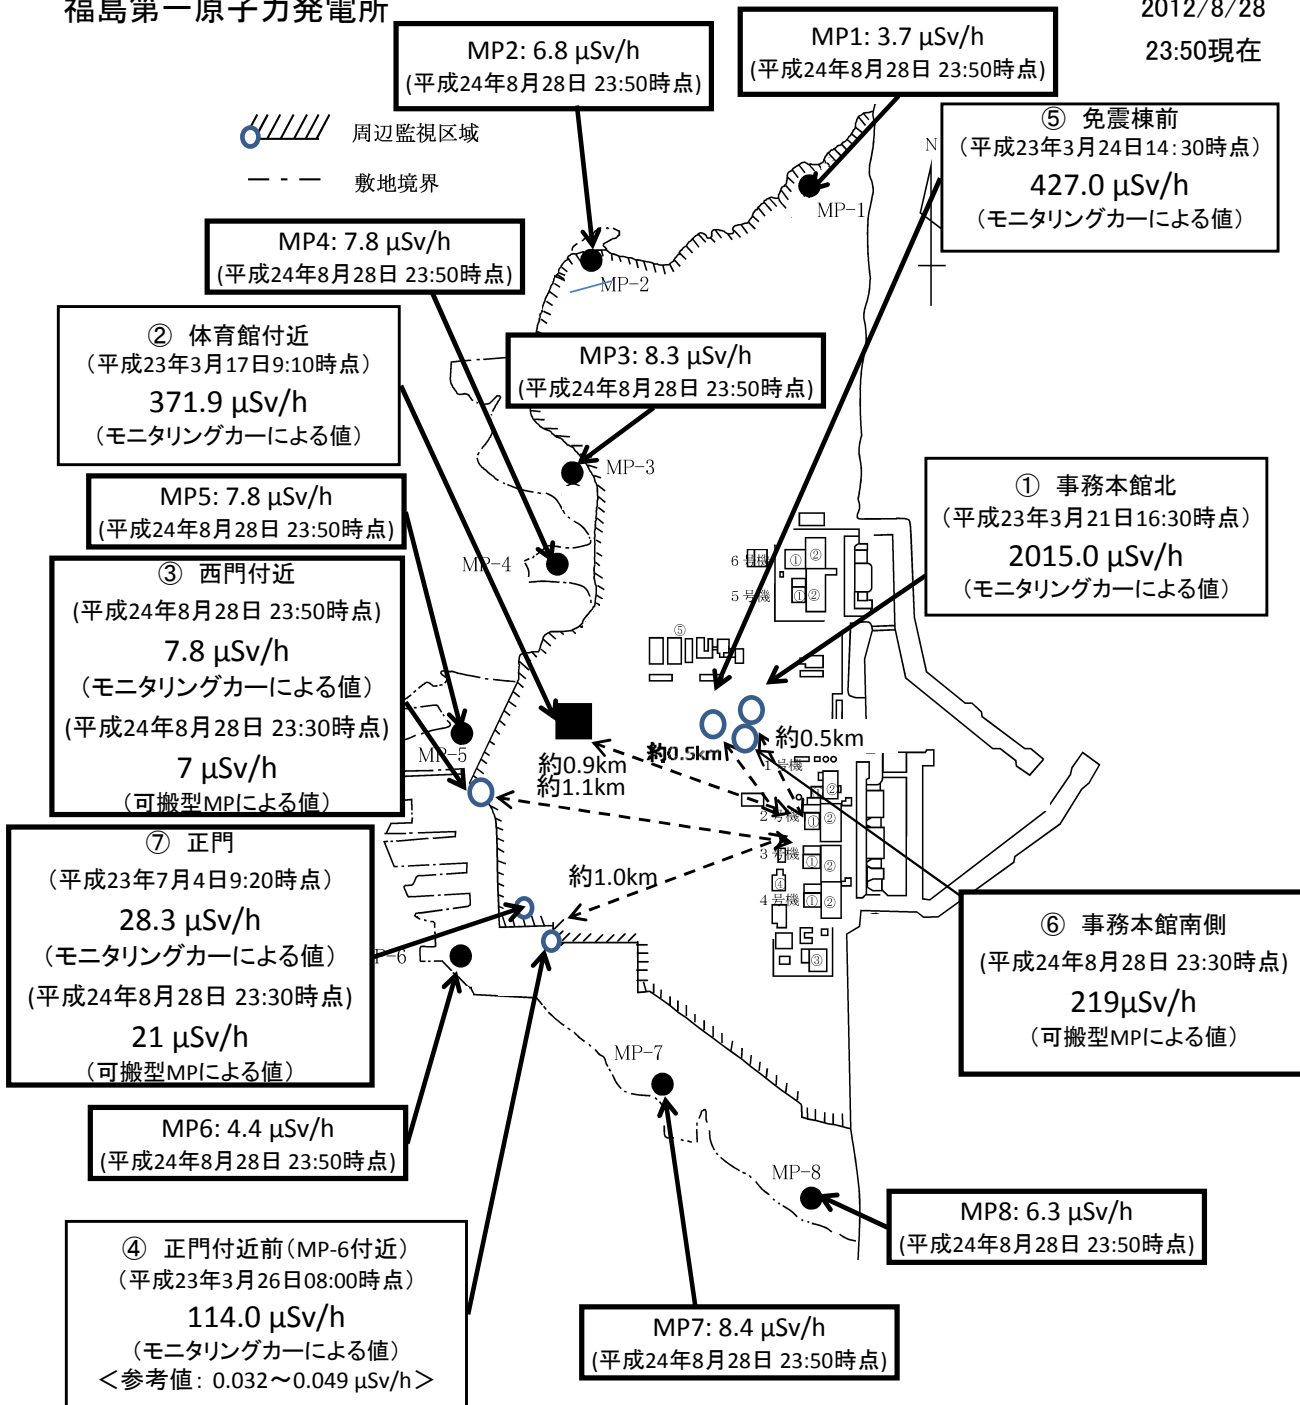 福島第一原子力発電所
2012/8/28
23:50現在
MP2: 6.8 μSv/h
(平成24年8月28日 23:50時点)
MP1: 3.7 μSv/h
(平成24年8月28日 23:50時点)
周辺監視区域
敷地境界
⑤ 免震棟前
(平成23年3月24日14:30時点)
427.0 μSv/h
(モニタリングカーによる値)
N
MP-1
MP4: 7.8 μSv/h
(平成24年8月28日 23:50時点)
MP-2
② 体育館付近
(平成23年3月17日9:10時点)
371.9 μSv/h
(モニタリングカーによる値)
MP3: 8.3 μSv/h
(平成24年8月28日 23:50時点)
MP-3
MP5: 7.8 μSv/h
(平成24年8月28日 23:50時点)
① 事務本館北
(平成23年3月21日16:30時点)
2015.0 μSv/h
(モニタリングカーによる値)
MP-4
6号機
① ②
5号機
① ②
③ 西門付近
(平成24年8月28日 23:50時点)
7.8 μSv/h
(モニタリングカーによる値)
(平成24年8月28日 23:30時点)
7 μSv/h
(可搬型MPによる値)
⑤
MP-5
約0.9km
約1.1km
約0.5km
約0.5km
1号機
②
2号機
① ②
3号機
① ②
④
4号機
① ②
③
約1.0km
⑦ 正門
(平成23年7月4日9:20時点)
28.3 μSv/h
(モニタリングカーによる値)
(平成24年8月28日 23:30時点)
21 μSv/h
(可搬型MPによる値)
P-6
⑥ 事務本館南側
(平成24年8月28日 23:30時点)
219μSv/h
(可搬型MPによる値)
MP-7
MP6: 4.4 μSv/h
(平成24年8月28日 23:50時点)
MP-8
MP8: 6.3 μSv/h
(平成24年8月28日 23:50時点)
④ 正門付近前(MP-6付近)
(平成23年3月26日08:00時点)
114.0 μSv/h
(モニタリングカーによる値)
<参考値: 0.032～0.049 μSv/h>
MP7: 8.4 μSv/h
(平成24年8月28日 23:50時点)